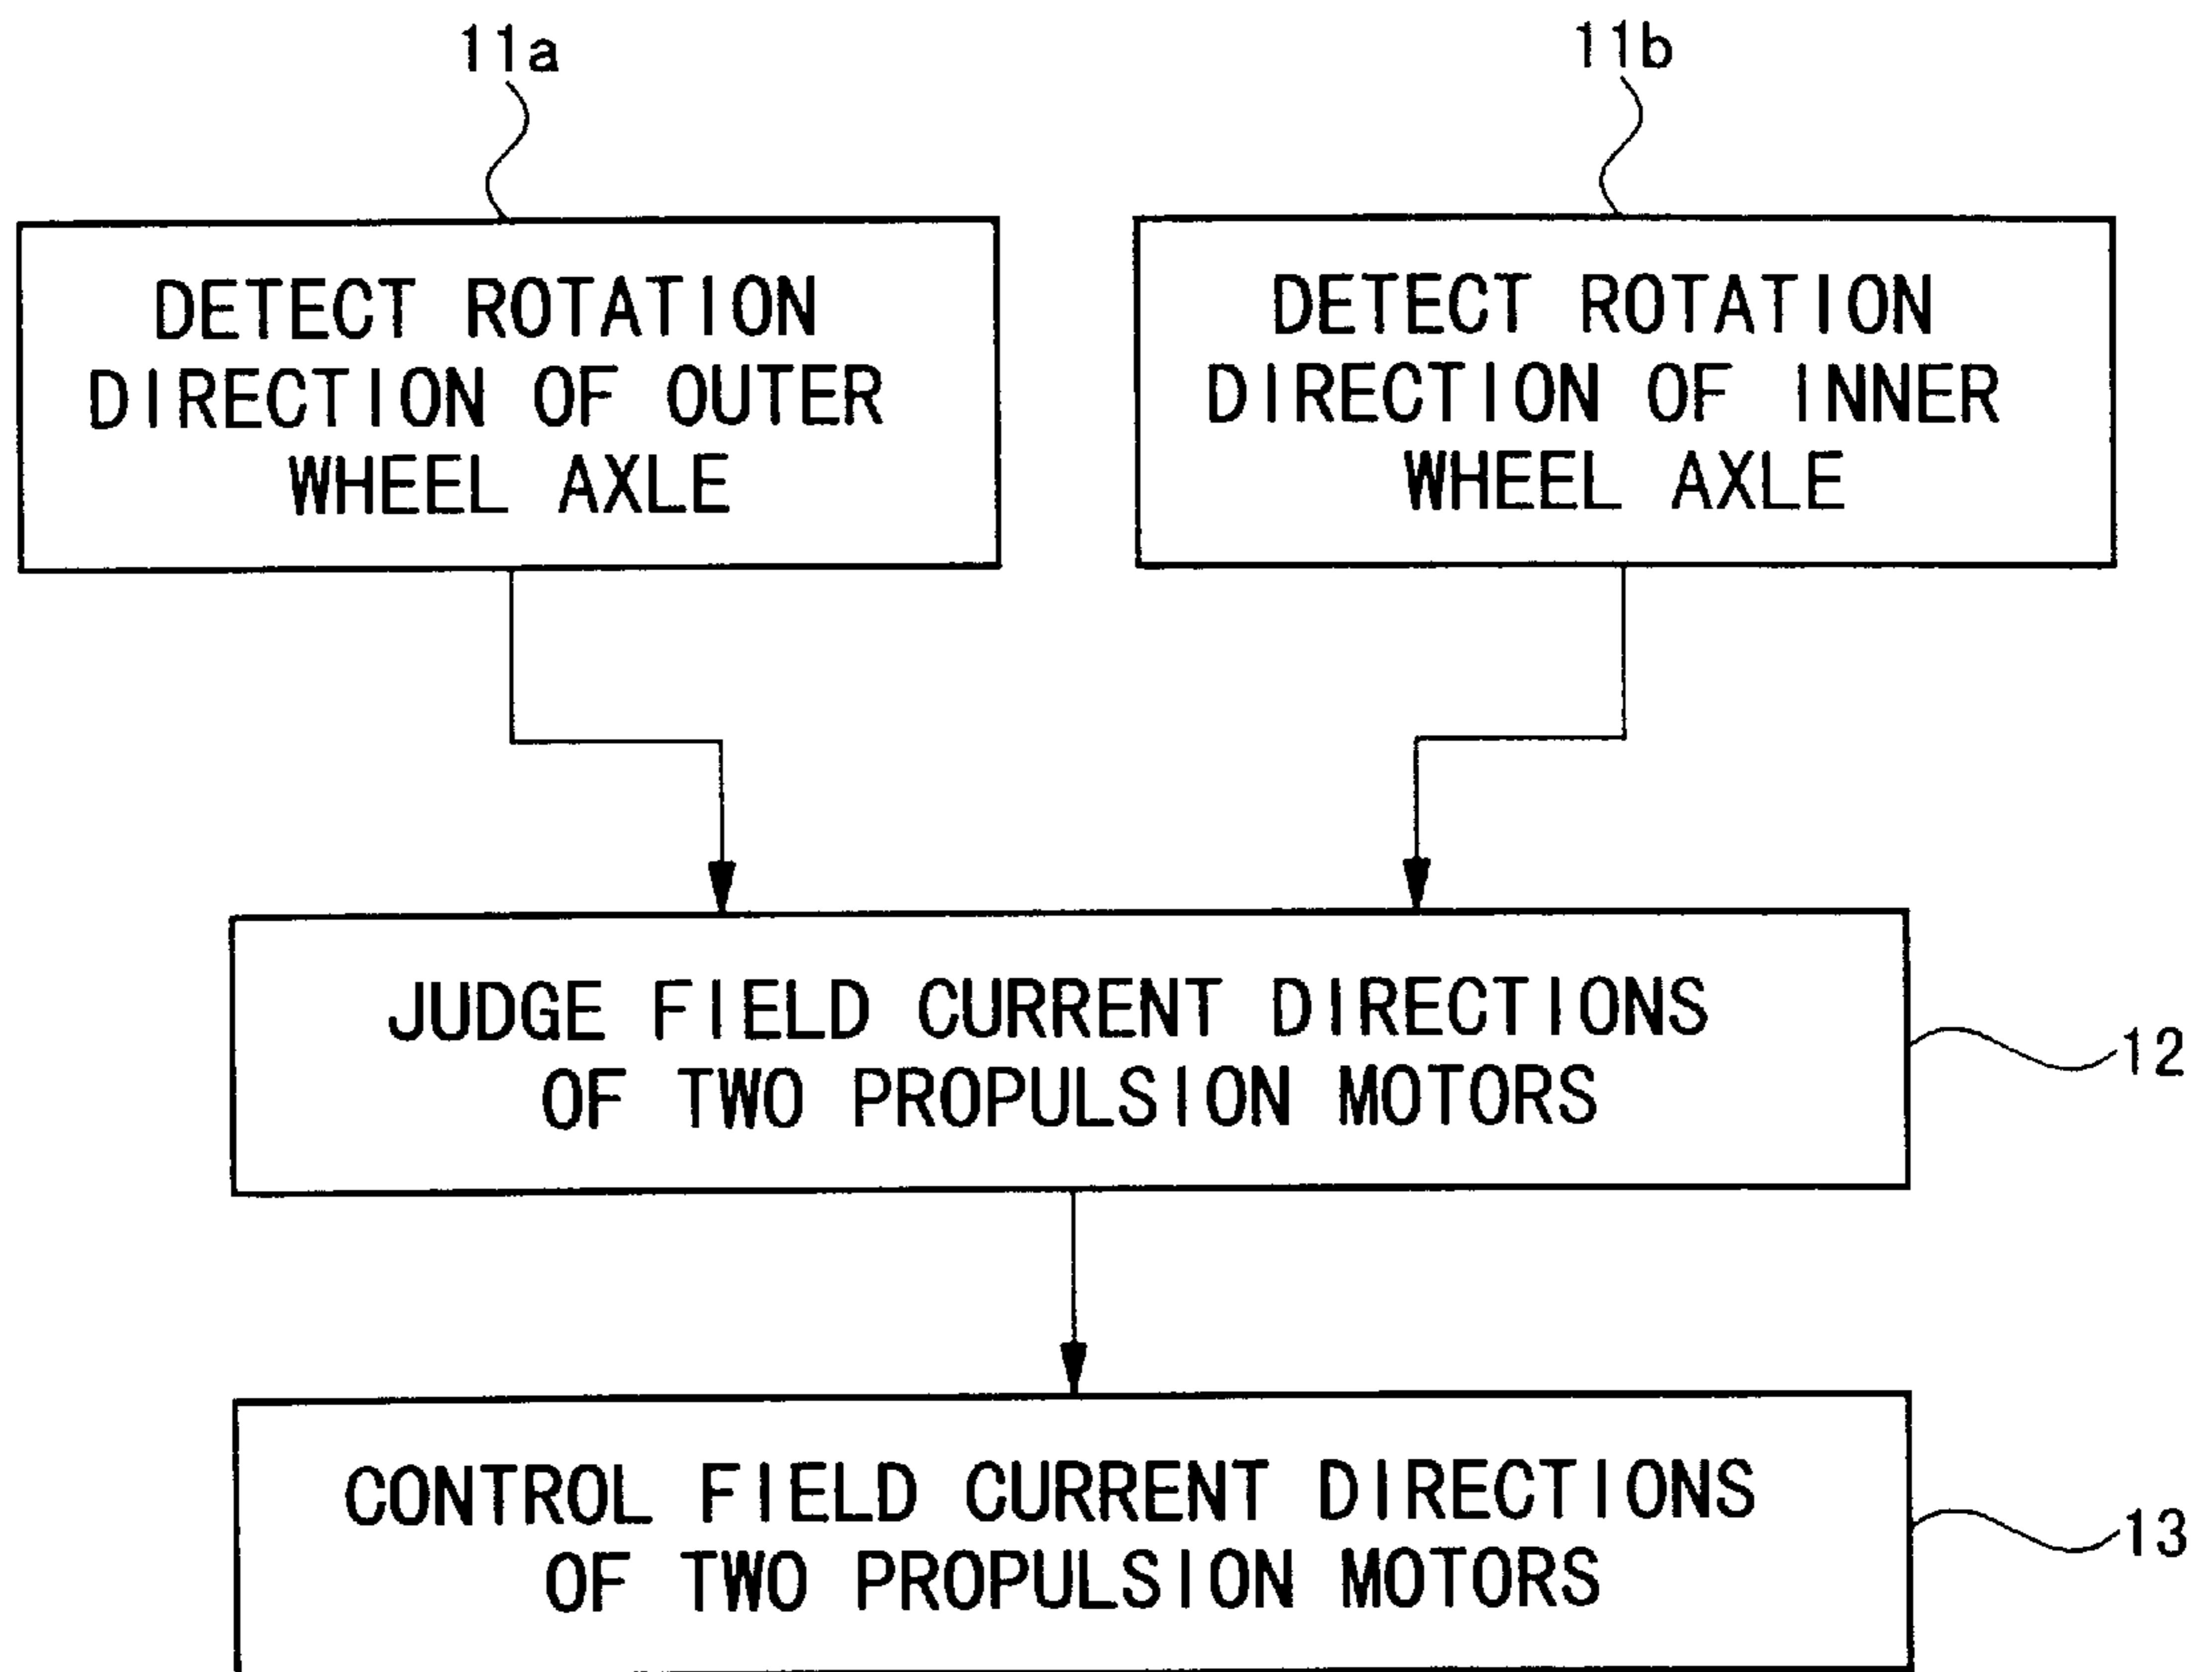 11a
11b
DETECT ROTATION
DIRECTION OF OUTER
WHEEL AXLE
DETECT ROTATION
DIRECTION OF INNER
WHEEL AXLE
JUDGE FIELD CURRENT DIRECTIONS
OF TWO PROPULSION MOTORS
12
CONTROL FIELD CURRENT DIRECTIONS
OF TWO PROPULSION MOTORS
13